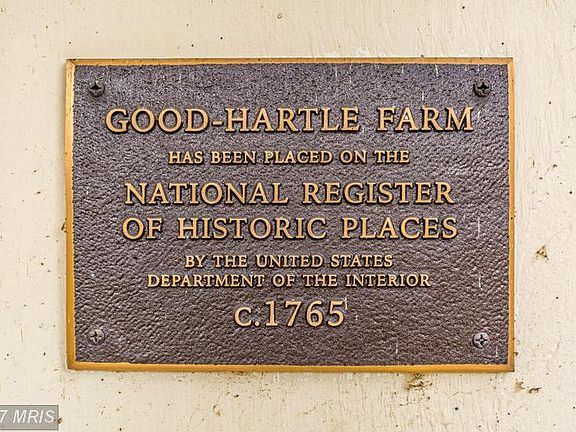 GOOD-HARTLE FARM
HAS BEEN PLACED ON THE
NATIONAL REGISTER
OF HISTORIC PLACES
BY THE UNITED STATES
DEPARTMENT OF THE INTERIOR
c.1765
7 MRIS